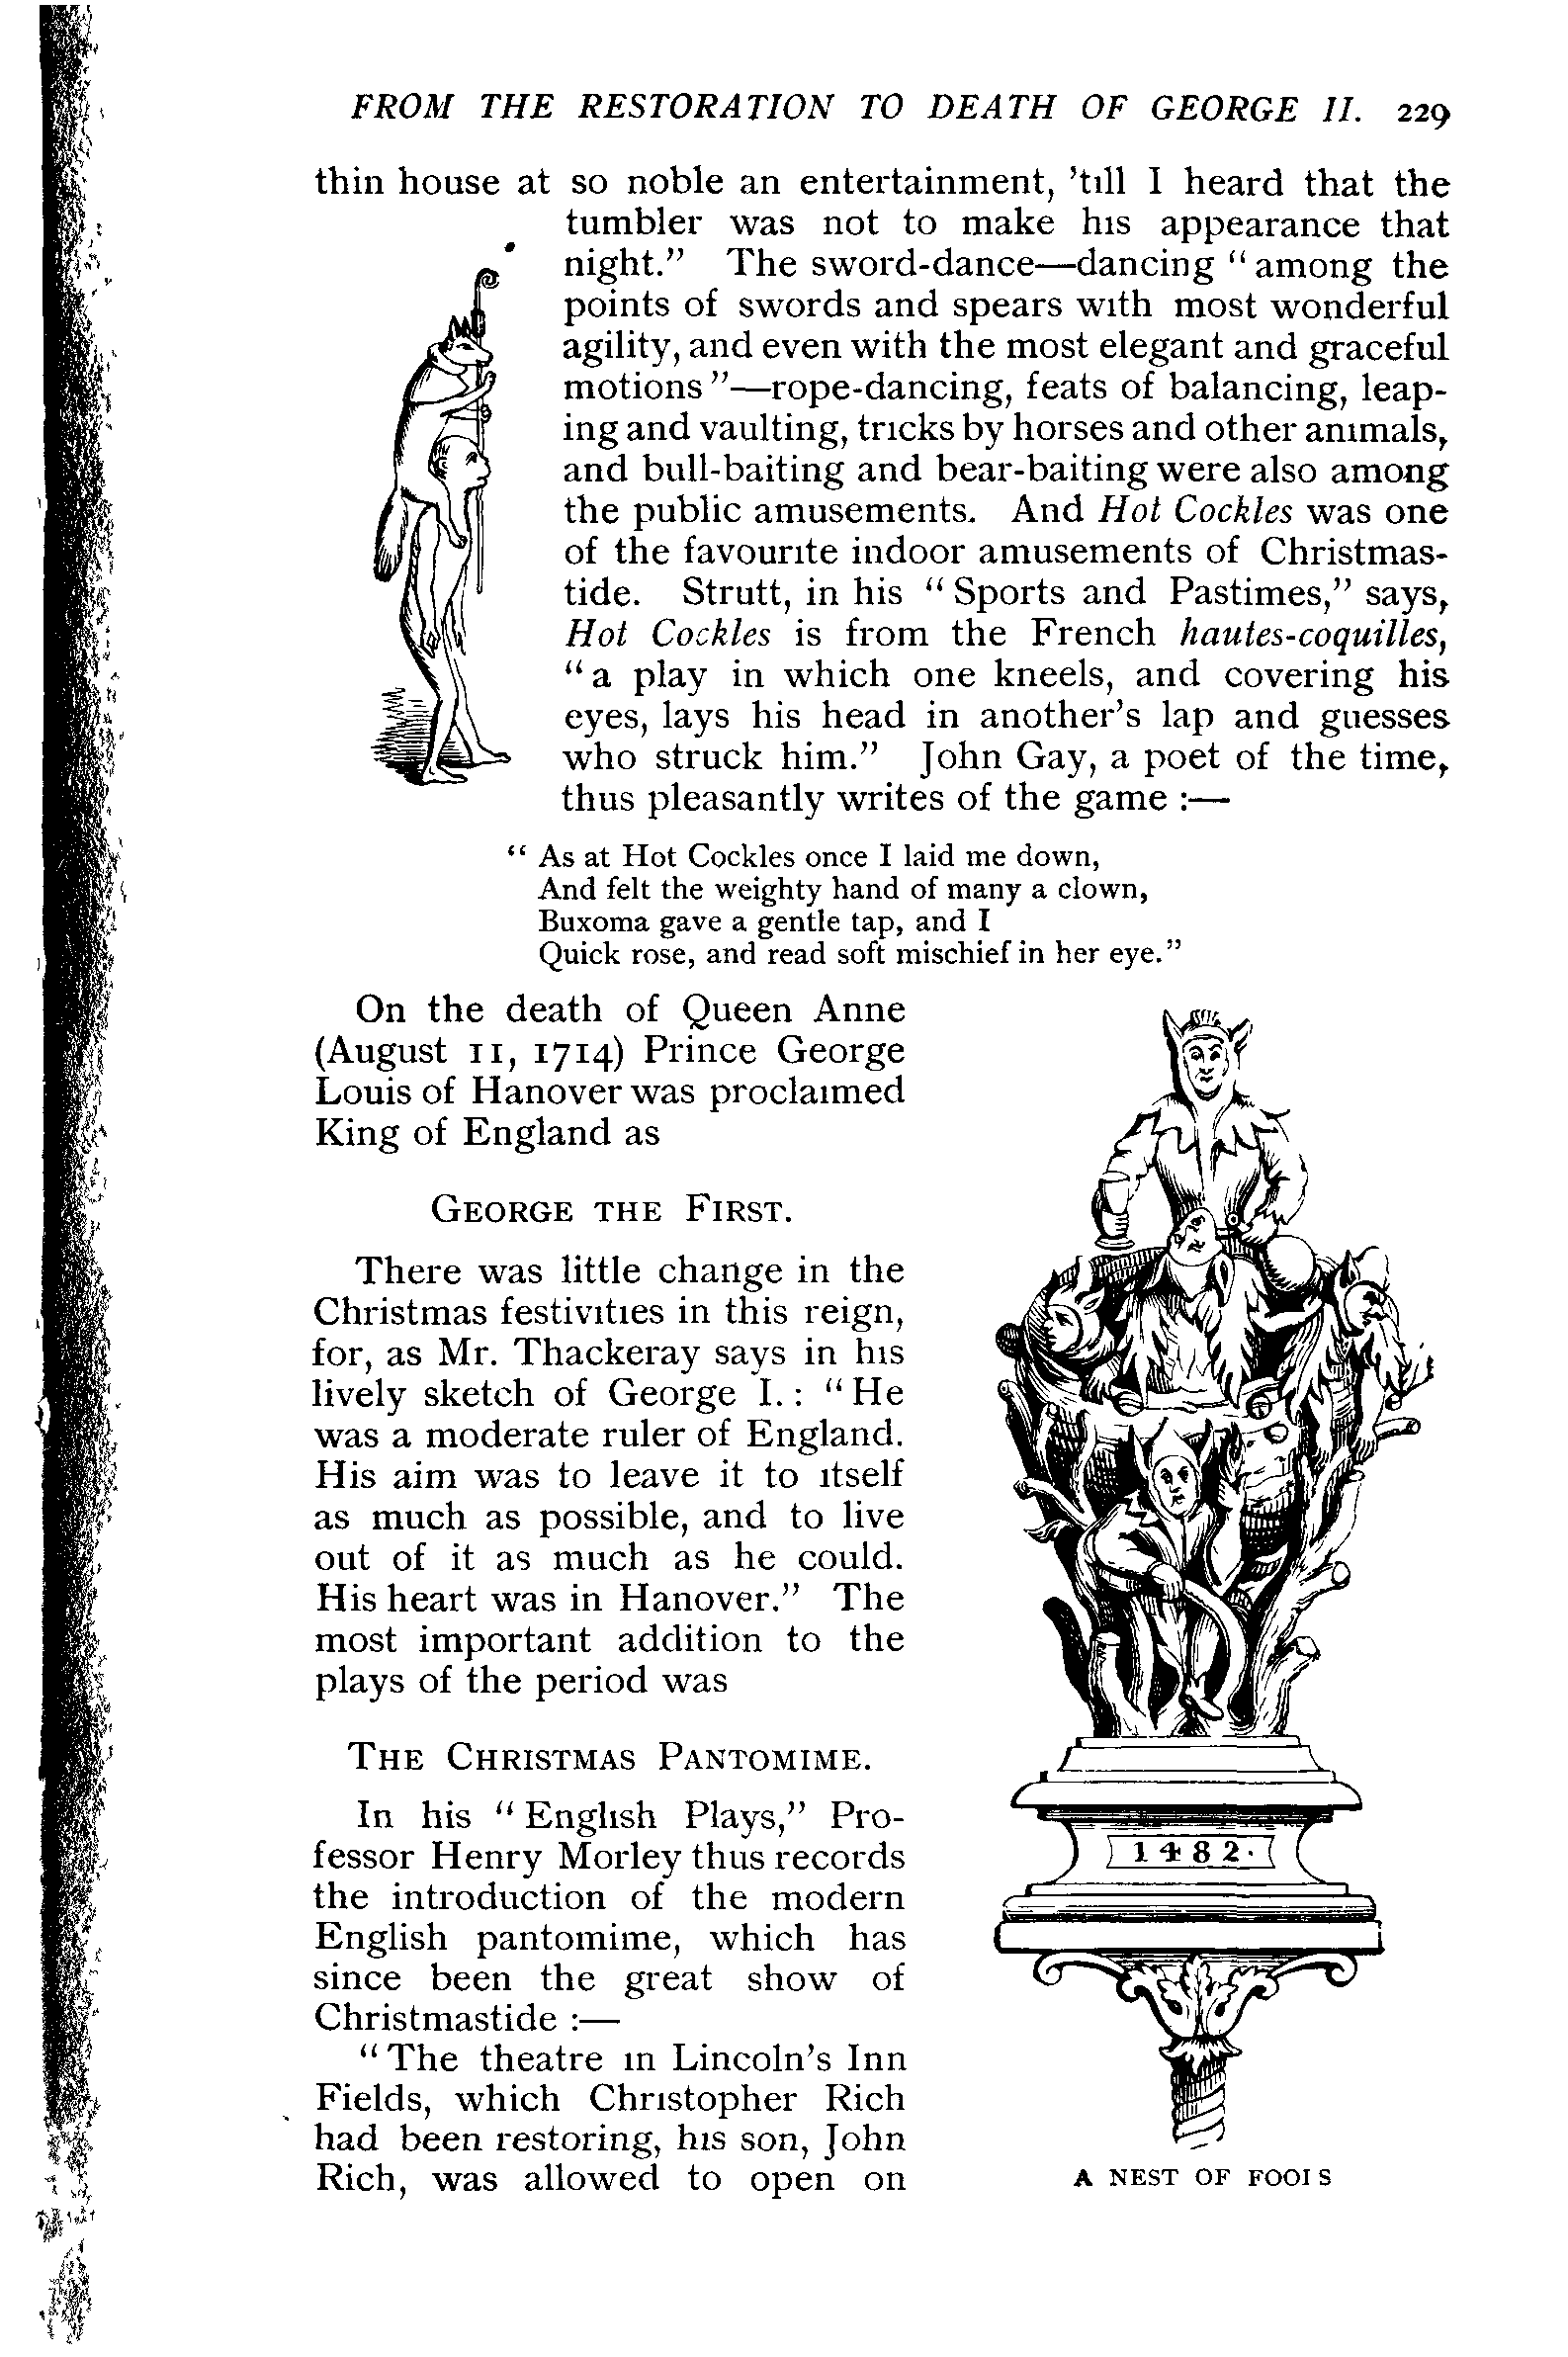 FROM THE RESTORATION TO DEATH OF GEORGE II. 229
thin house at so noble an entertainment, 'till I heard that the
tumbler was not to make his appearance that
night." The sword-dance—dancing "among the
points of swords and spears with most wonderful
agility, and even with the most elegant and graceful
motions"—rope-dancing, feats of balancing, leap-
ing and vaulting, tricks by horses and other animals,
and bull-baiting and bear-baiting were also among
the public amusements. And Hot Cockles was one
of the favourite indoor amusements of Christmas-
tide. Strutt, in his "Sports and Pastimes," says,
Hot Cockles is from the French hautes-coquilles,
"a play in which one kneels, and covering his
eyes, lays his head in another's lap and guesses
who struck him." John Gay, a poet of the time,
thus pleasantly writes of the game :—
"As at Hot Cockles once I laid me down,
And felt the weighty hand of many a clown,
Buxoma gave a gentle tap, and I
Quick rose, and read soft mischief in her eye."
On the death of Queen Anne
(August 11, 1714) Prince George
Louis of Hanover was proclaimed
King of England as
GEORGE THE FIRST.
There was little change in the
Christmas festivities in this reign,
for, as Mr. Thackeray says in his
lively sketch of George I.: "He
was a moderate ruler of England.
His aim was to leave it to itself
as much as possible, and to live
out of it as much as he could.
His heart was in Hanover." The
most important addition to the
plays of the period was
THE CHRISTMAS PANTOMIME.
In his "English Plays," Pro-
fessor Henry Morley thus records
the introduction of the modern
English pantomime, which has
since been the great show of
Christmastide :—
"The theatre in Lincoln's Inn
Fields, which Christopher Rich
had been restoring, his son, John
Rich, was allowed to open on
1482.
A NEST OF FOOLS